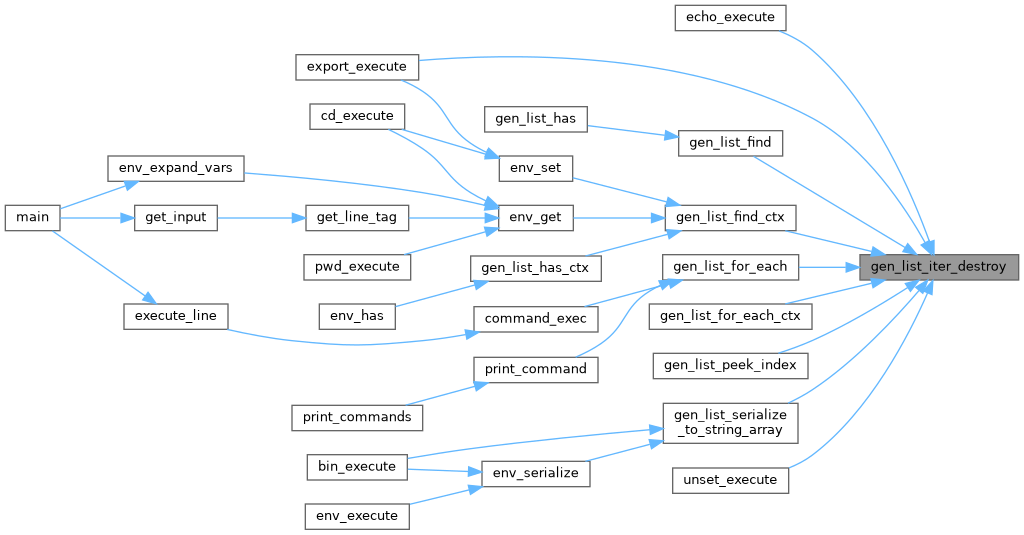 echo_execute
export_execute
cd_execute
gen_list_has
gen_list_find
env_expand_vars
env_set
main
get_input
get_line_tag
env_get
gen_list_find_ctx
pwd_execute
gen_list_has_ctx
gen_list_for_each
gen_list_iter_destroy
env_has
command_exec
gen_list_for_each_ctx
execute_line
print_command
gen_list_peek_index
print_commands
gen_list_serialize
_to_string_array
bin_execute
env_serialize
unset_execute
env_execute